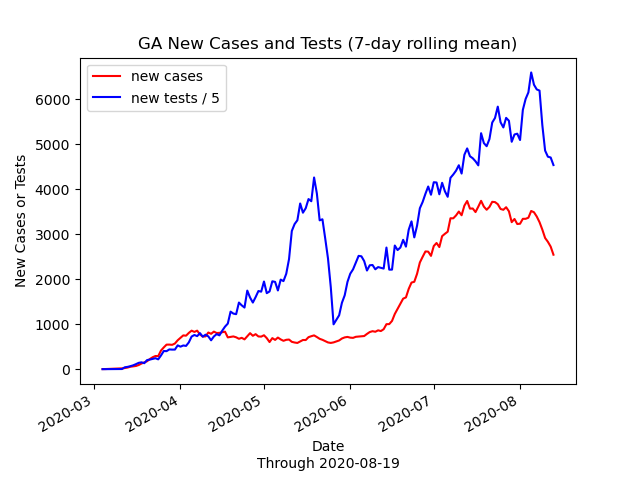 GA New Cases and Tests (7-day rolling mean)
new cases
new tests / 5
New Cases or Tests
6000
5000
4000
3000
2000
1000
0
2020-03
2020-04
2020-05
2020-06
2020-07
2020-08
Date
Through 2020-08-19